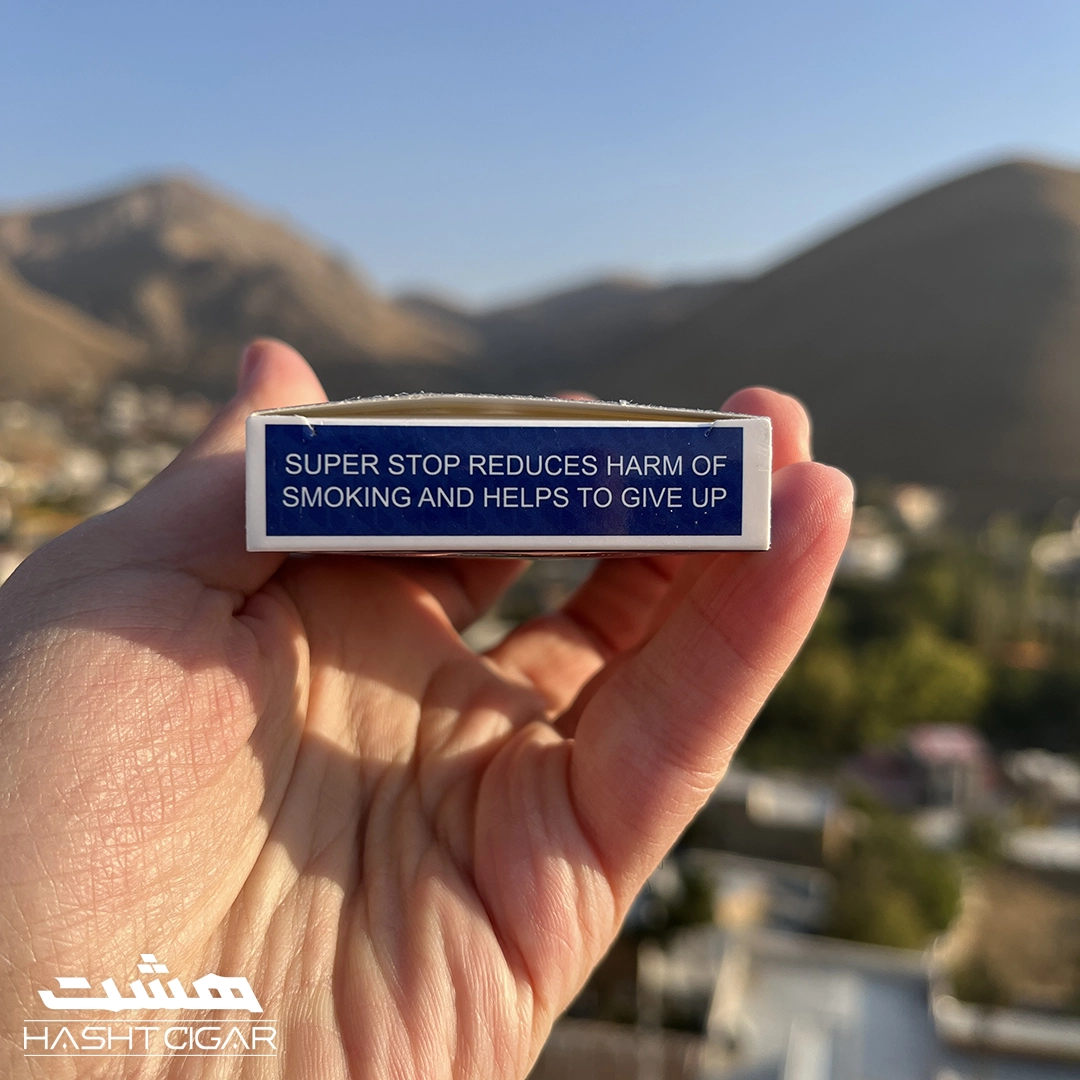 SUPER STOP REDUCES HARM OF
SMOKING AND HELPS TO GIVE UP
هشت
HASHT CIGAR